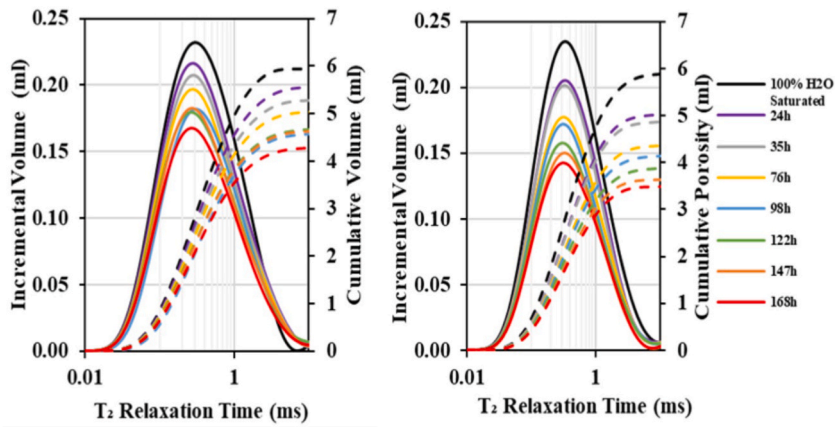 0.25
0.20
0.15
0.10
0.05
0.00
Incremental Volume (ml)
7
6
5
4
3
2
1
0
Cumulative Volume (ml)
0.01
1
T₂ Relaxation Time (ms)
0.25
0.20
0.15
0.10
0.05
0.00
Incremental Volume (ml)
7
6
5
4
3
2
1
0
Cumulative Porosity (ml)
0.01
1
T₂ Relaxation Time (ms)
100% H2O
Saturated
24h
35h
76h
98h
122h
147h
168h